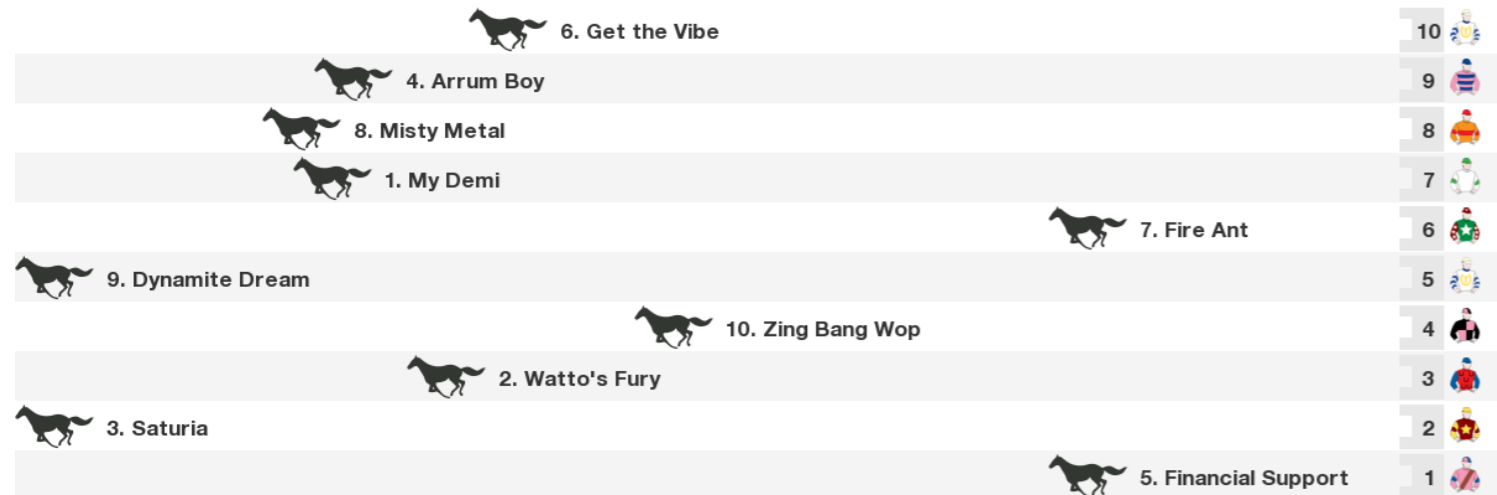 6. Get the Vibe 10
4. Arrum Boy 9
8. Misty Metal 8
1. My Demi 7
7. Fire Ant 6
9. Dynamite Dream 5
10. Zing Bang Wop 4
2. Watto's Fury 3
3. Saturia 2
5. Financial Support 1